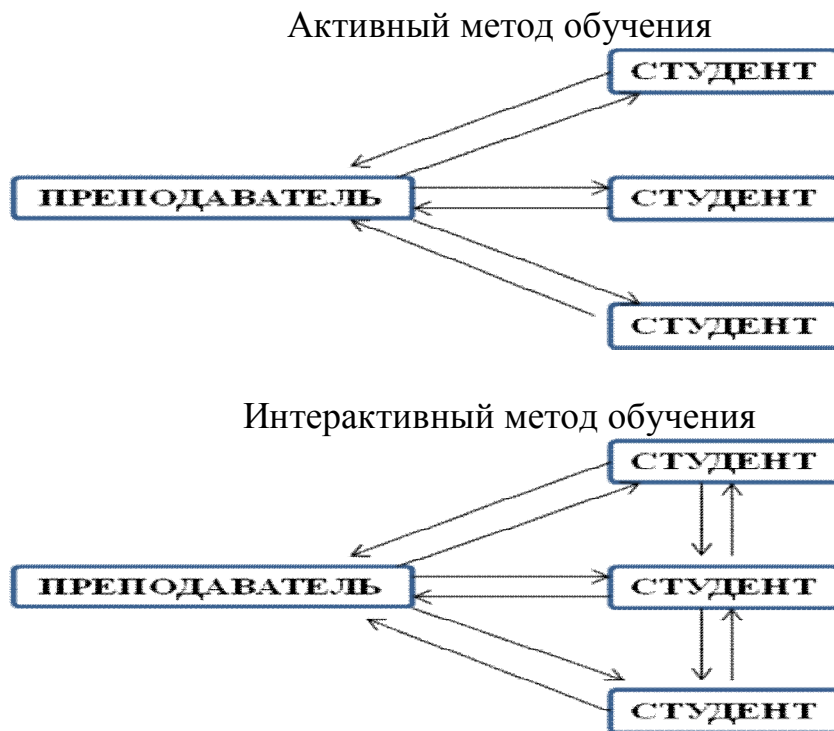 Активный метод обучения
СТУДЕНТ
ПРЕПОДАВАТЕЛЬ
СТУДЕНТ
СТУДЕНТ
Интерактивный метод обучения
СТУДЕНТ
ПРЕПОДАВАТЕЛЬ
СТУДЕНТ
СТУДЕНТ